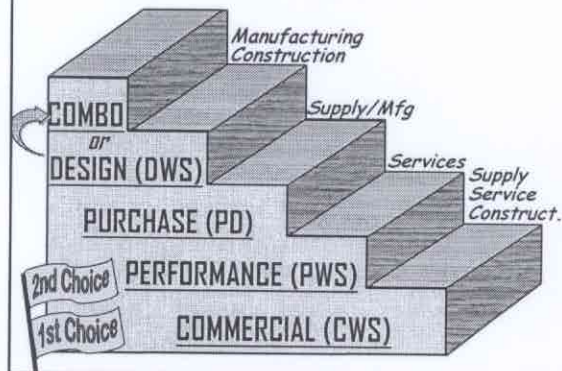 Manufacturing
Construction
COMBO
or
DESIGN (DWS)
Supply/Mfg
PURCHASE (PD)
Services
Supply
Service
Construct.
2nd Choice
PERFORMANCE (PWS)
1st Choice
COMMERCIAL (CWS)